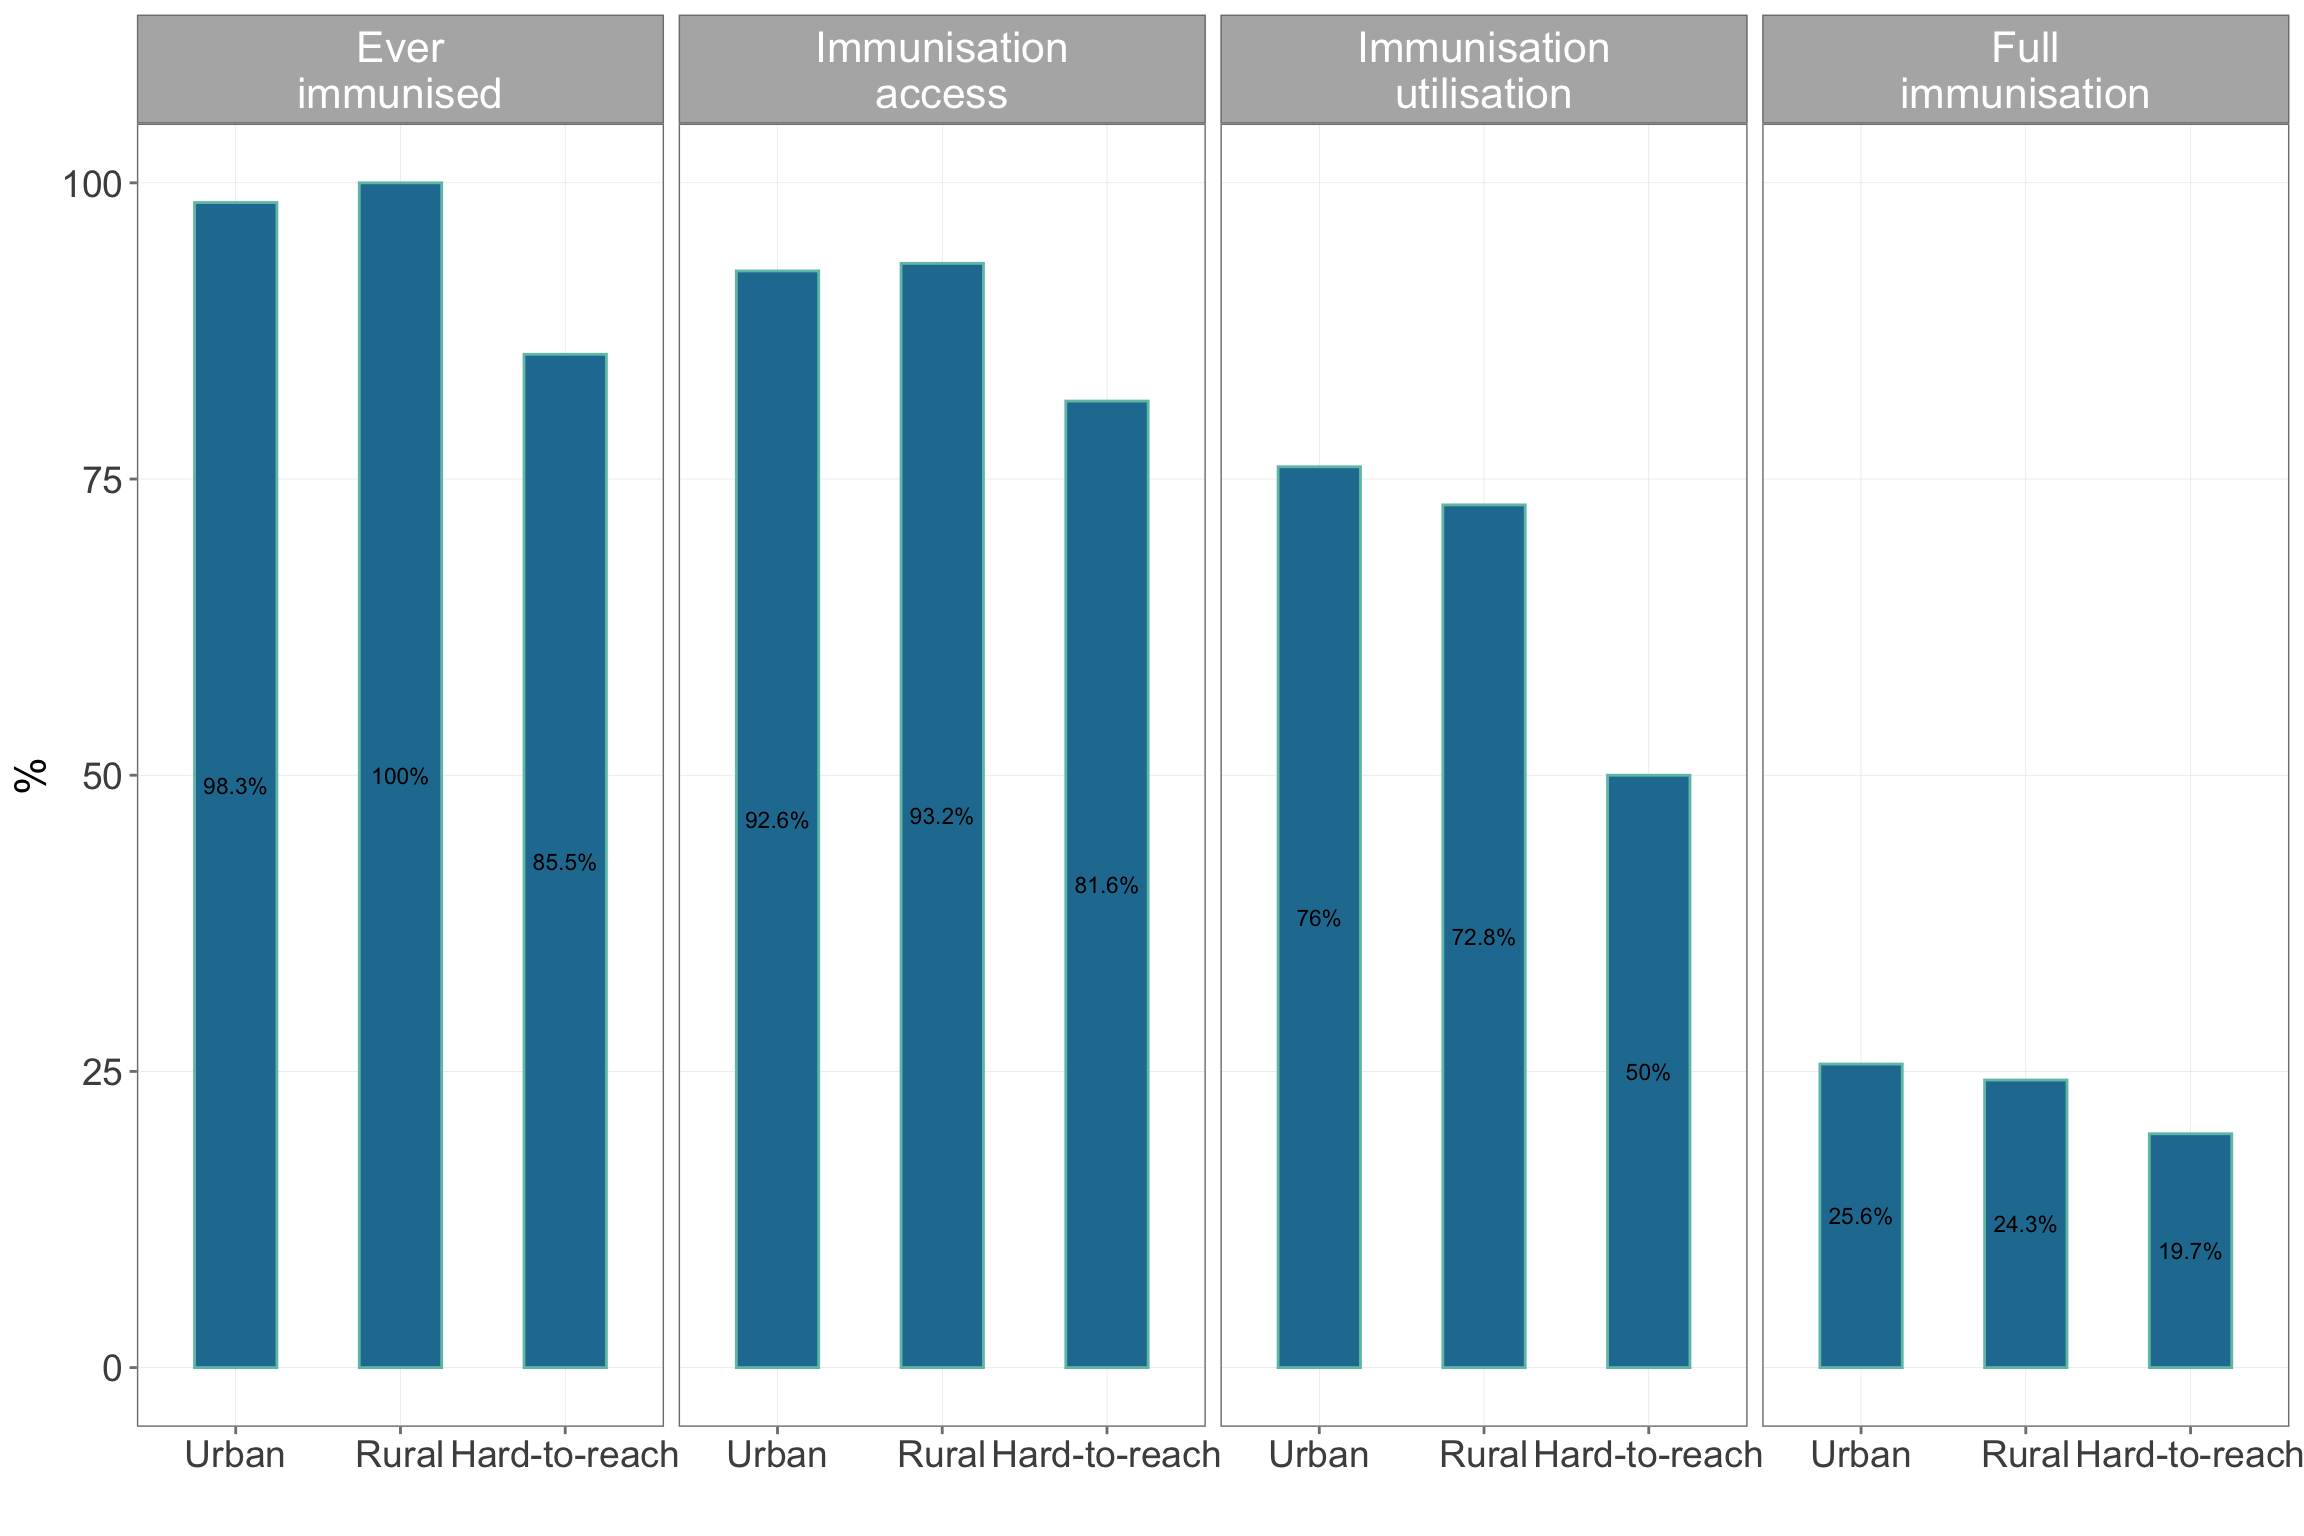 Ever
immunised
Immunisation
access
Immunisation
utilisation
Full
immunisation
%
100
75
50
25
0
98.3%
100%
85.5%
92.6%
93.2%
81.6%
76%
72.8%
50%
25.6%
24.3%
19.7%
Urban Rural Hard-to-reach
Urban Rural Hard-to-reach
Urban Rural Hard-to-reach
Urban Rural Hard-to-reach